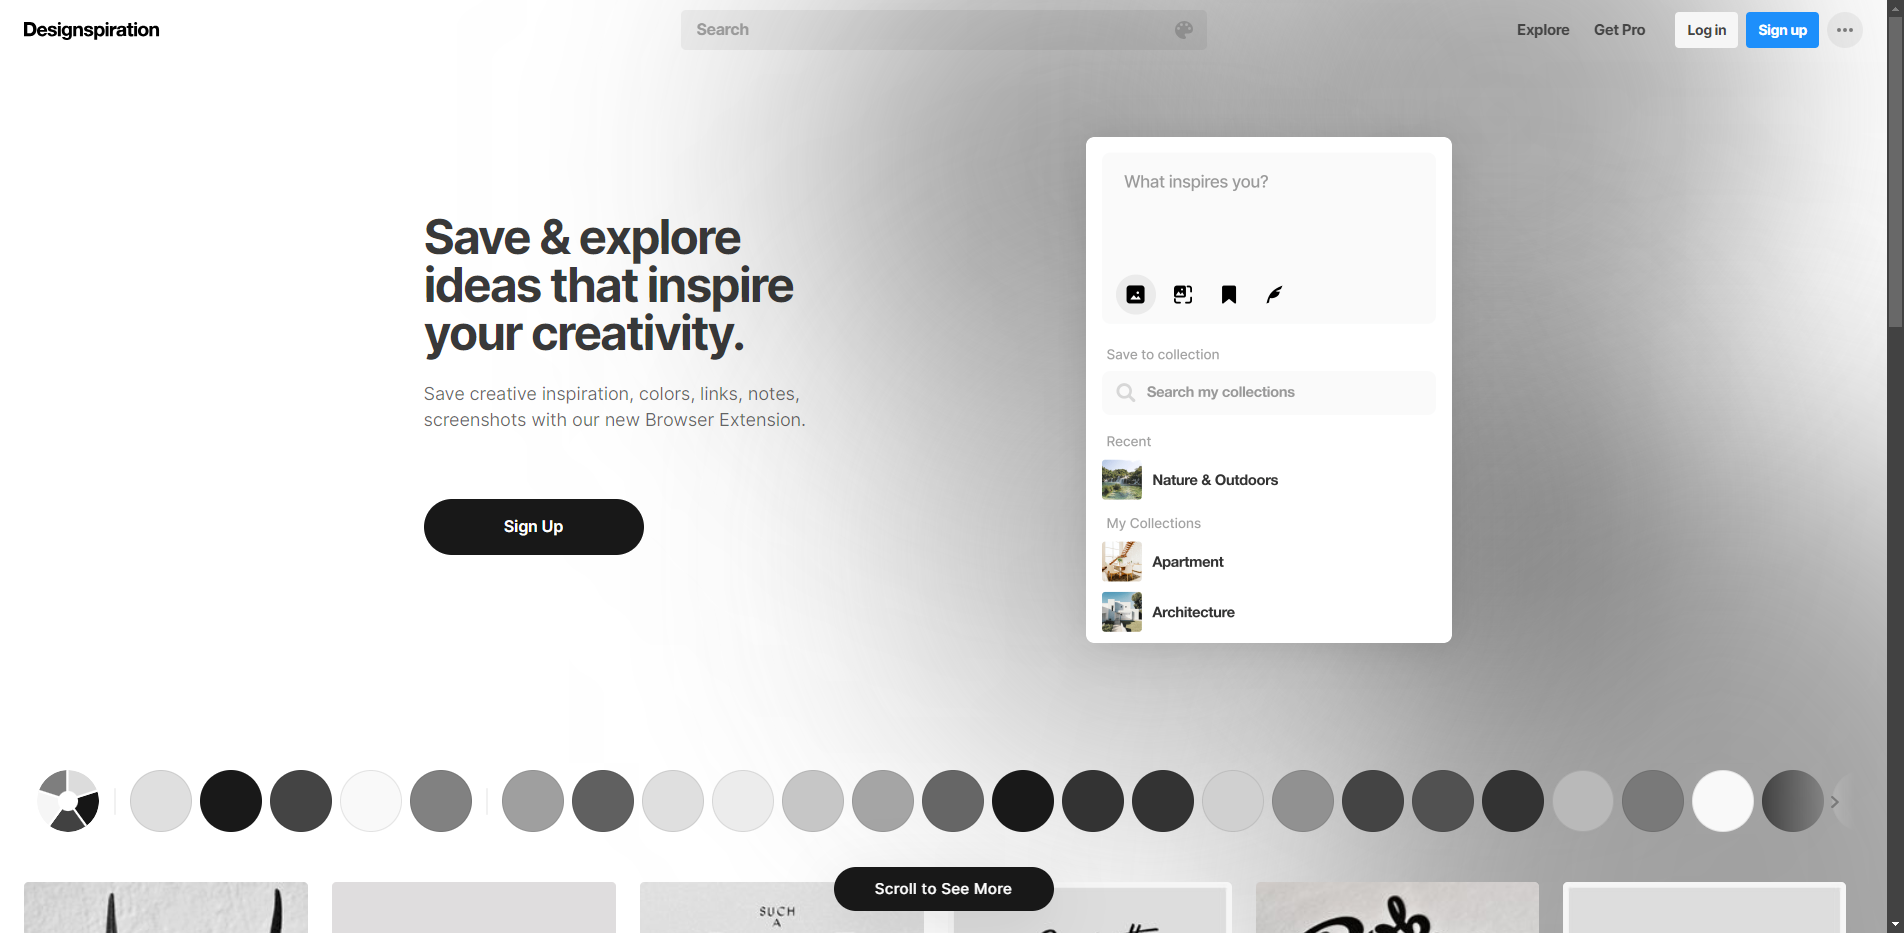 Designspiration
Search
Explore
Get Pro
Log in
Sign up
Save & explore
ideas that inspire
your creativity.
Save creative inspiration, colors, links, notes,
screenshots with our new Browser Extension.
Sign Up
What inspires you?
Save to collection
Search my collections
Recent
Nature & Outdoors
My Collections
Apartment
Architecture
Scroll to See More
SUCH
A